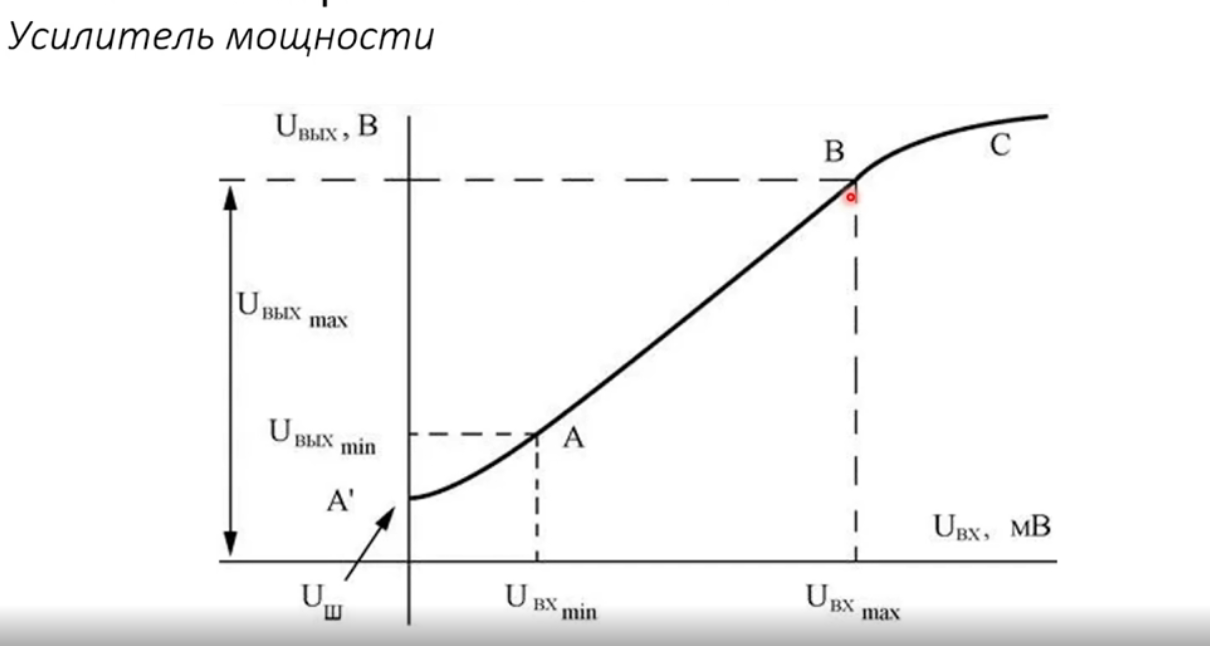 Усилитель мощности
Uвых, В
B
C
Uвых max
Uвых min
A
A'
Uвх, мВ
Uш
Uвх min
Uвх max